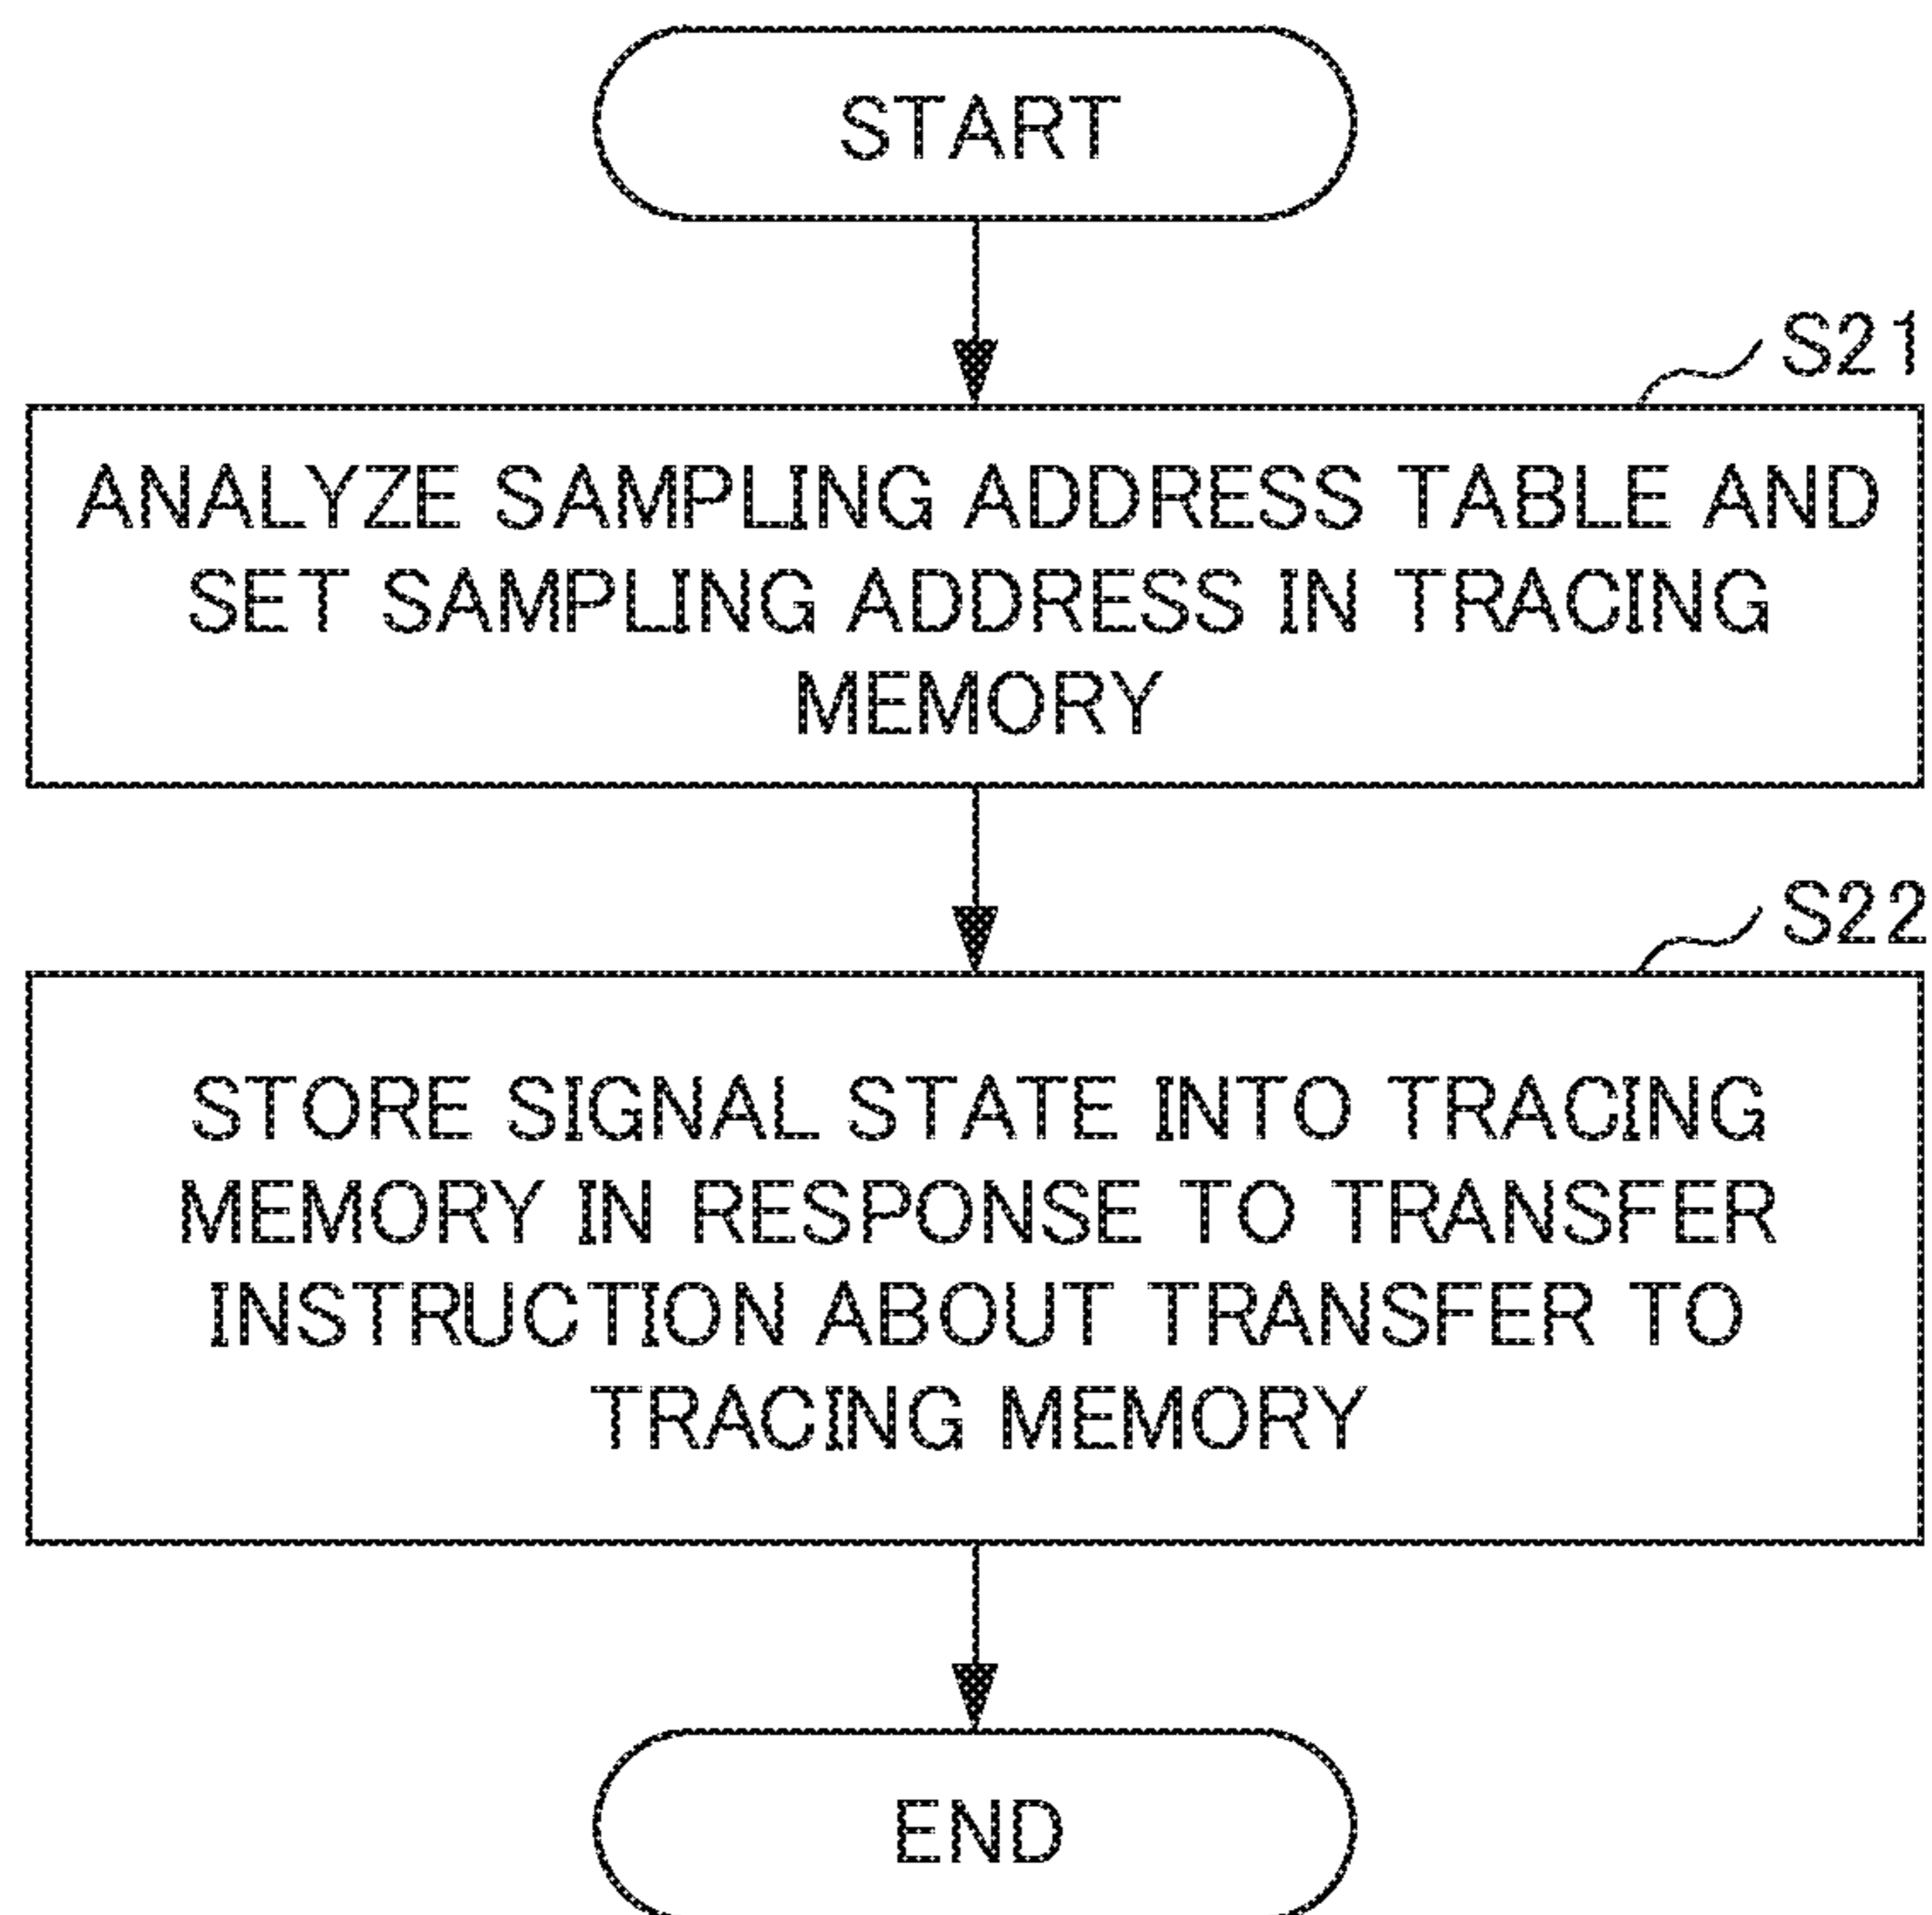 START
S21
ANALYZE SAMPLING ADDRESS TABLE AND
SET SAMPLING ADDRESS IN TRACING
MEMORY
S22
STORE SIGNAL STATE INTO TRACING
MEMORY IN RESPONSE TO TRANSFER
INSTRUCTION ABOUT TRANSFER TO
TRACING MEMORY
END